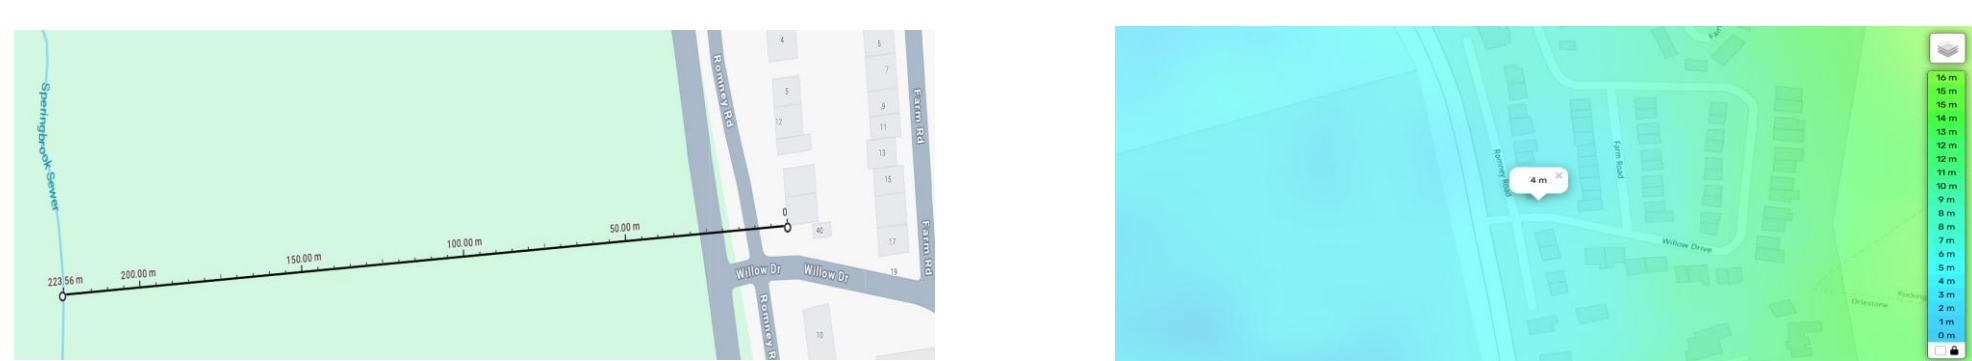 4
6
Romney Rd
7
Speringbrook Sewer
5
Farm Rd
9
12
11
13
15
0
50.00 m
100.00 m
150.00 m
200.00 m
223.56 m
40
17
Farm Rd
Willow Dr
Willow Dr
19
Romney R
10
Far
16 m
15 m
15 m
14 m
13 m
12 m
12 m
11 m
10 m
9 m
8 m
8 m
7 m
6 m
5 m
4 m
3 m
2 m
1 m
0 m
Romney Road
Farm Road
4 m
×
Willow Drive
Orlestone
Rucking